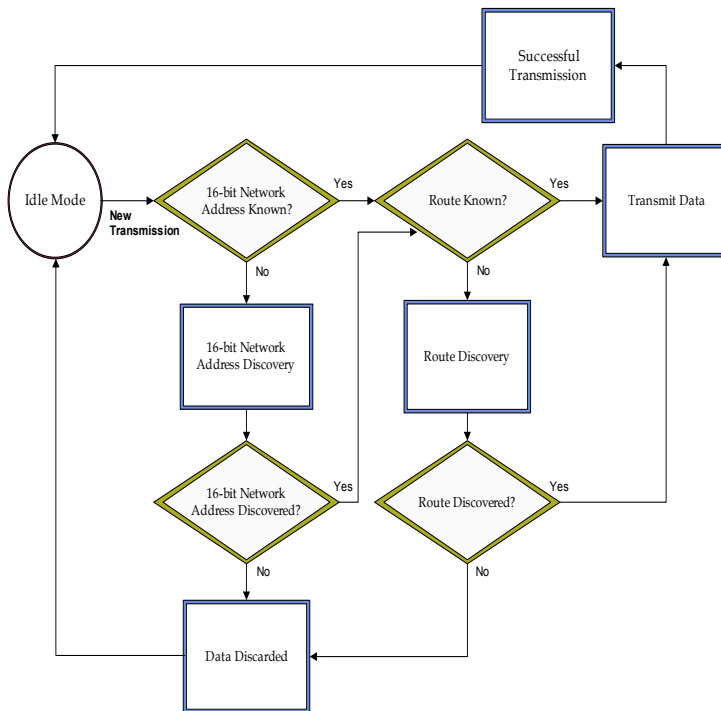 Successful
Transmission
Idle Mode
New
Transmission
16-bit Network
Address Known?
Yes
Route Known?
Yes
Transmit Data
No
No
16-bit Network
Address Discovery
Route Discovery
16-bit Network
Address Discovered?
Yes
Route Discovered?
Yes
No
No
Data Discarded